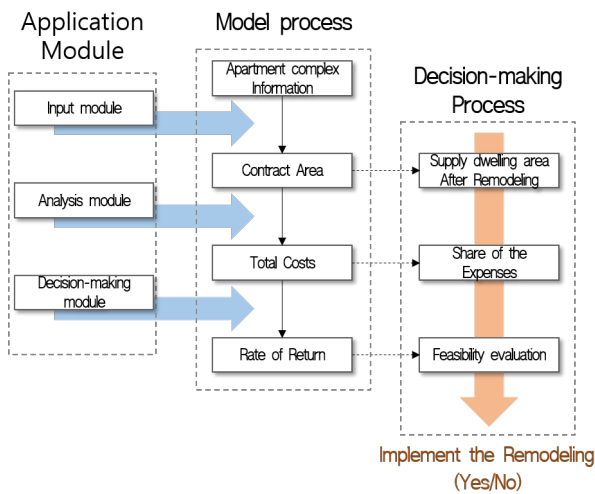 Application
Module
Input module
Analysis module
Decision-making
module
Model process
Apartment complex
Information
Contract Area
Total Costs
Rate of Return
Decision-making
Process
Supply dwelling area
After Remodeling
Share of the
Expenses
Feasibility evaluation
Implement the Remodeling
(Yes/No)